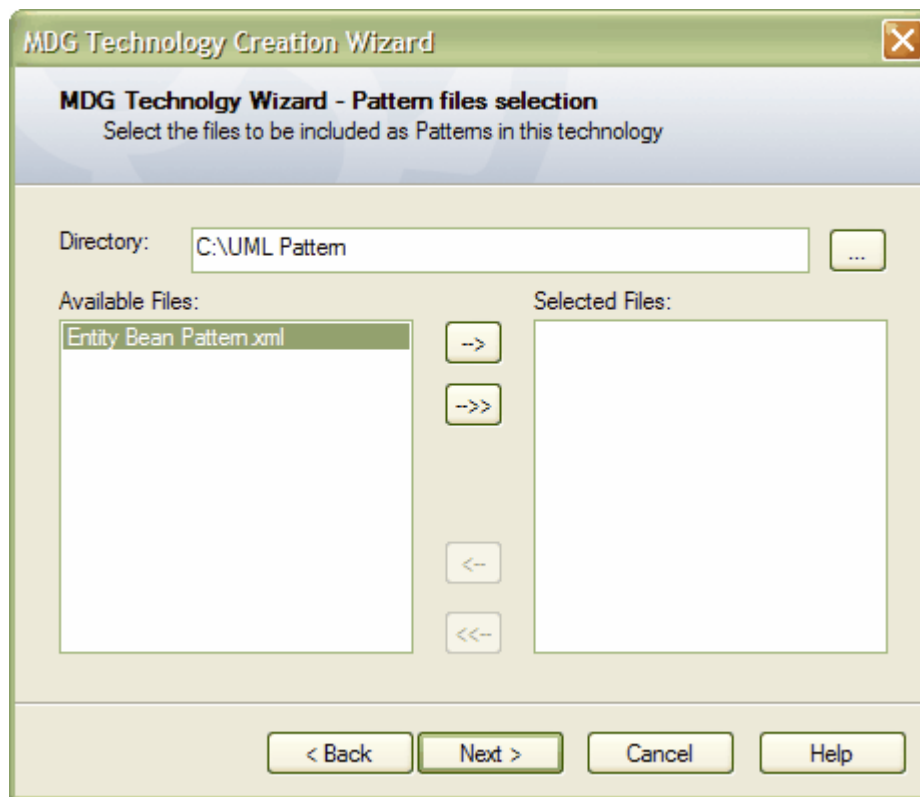 MDG Technology Creation Wizard
MDG Technolgy Wizard - Pattern files selection
Select the files to be included as Patterns in this technology
Directory:
C:\UML Pattern
...
Available Files:
Selected Files:
Entity Bean Pattern.xml
-->
-->>
<--
<<--
< Back
Next >
Cancel
Help